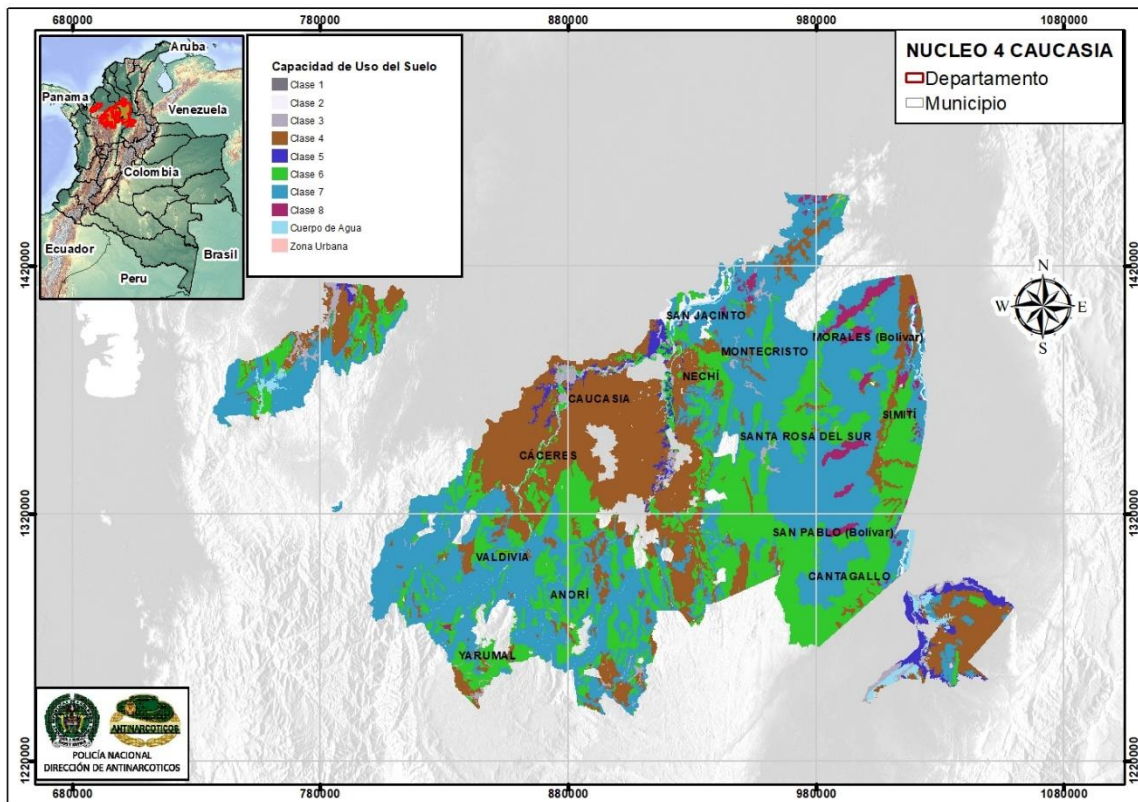 680000
780000
880000
980000
1080000
Aruba
Panama
Venezuela
Colombia
Ecuador
Brasil
Peru
Capacidad de Uso del Suelo
Clase 1
Clase 2
Clase 3
Clase 4
Clase 5
Clase 6
Clase 7
Clase 8
Cuerpo de Agua
Zona Urbana
NUCLEO 4 CAUCASIA
Departamento
Municipio
N
W E
S
1420000
1420000
SAN JACINTO
MORALES (Bolívar)
MONTECRISTO
NECHÍ
CAUCASIA
SIMITÍ
SANTA ROSA DEL SUR
CÁCERES
1320000
1320000
SAN PABLO (Bolívar)
VALDIVIA
CANTAGALLO
ANORÍ
YARUMAL
ANTINARCOTICOS
POLICÍA NACIONAL
DIRECCIÓN DE ANTINARCOTICOS
1220000
1220000
680000
780000
880000
980000
1080000